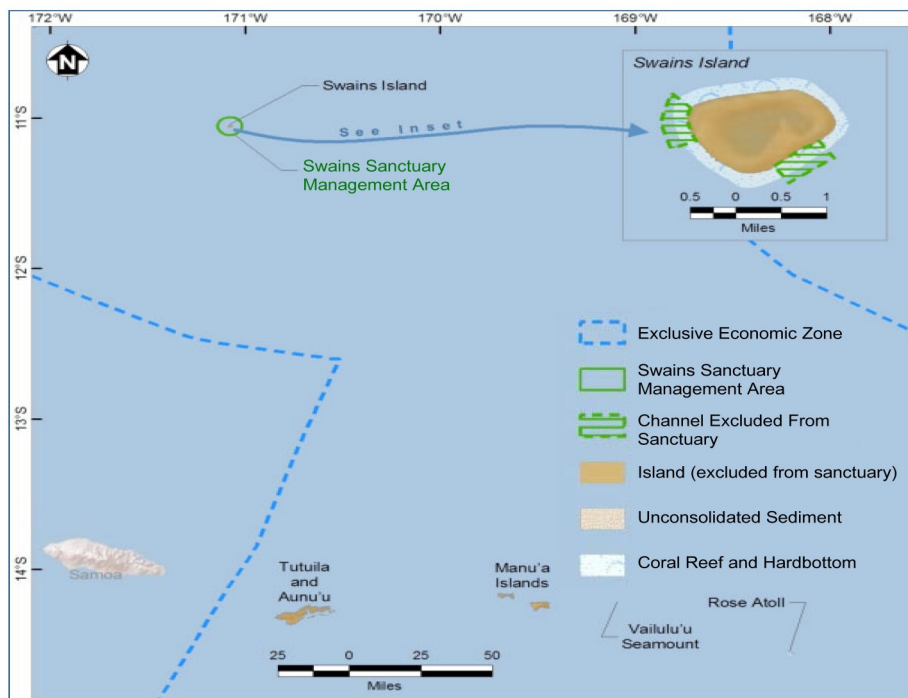 172°W 171°W 170°W 169°W 168°W
N
11°S
12°S
13°S
14°S
Swains Island
See Inset
Swains Sanctuary
Management Area
Swains Island
0.5 0 0.5 1
Miles
Exclusive Economic Zone
Swains Sanctuary
Management Area
Channel Excluded From
Sanctuary
Island (excluded from sanctuary)
Unconsolidated Sediment
Coral Reef and Hardbottom
Samoa
Tutuila
and
Aunu'u
Manu'a
Islands
Rose Atoll
Vailulu'u
Seamount
25 0 25 50
Miles